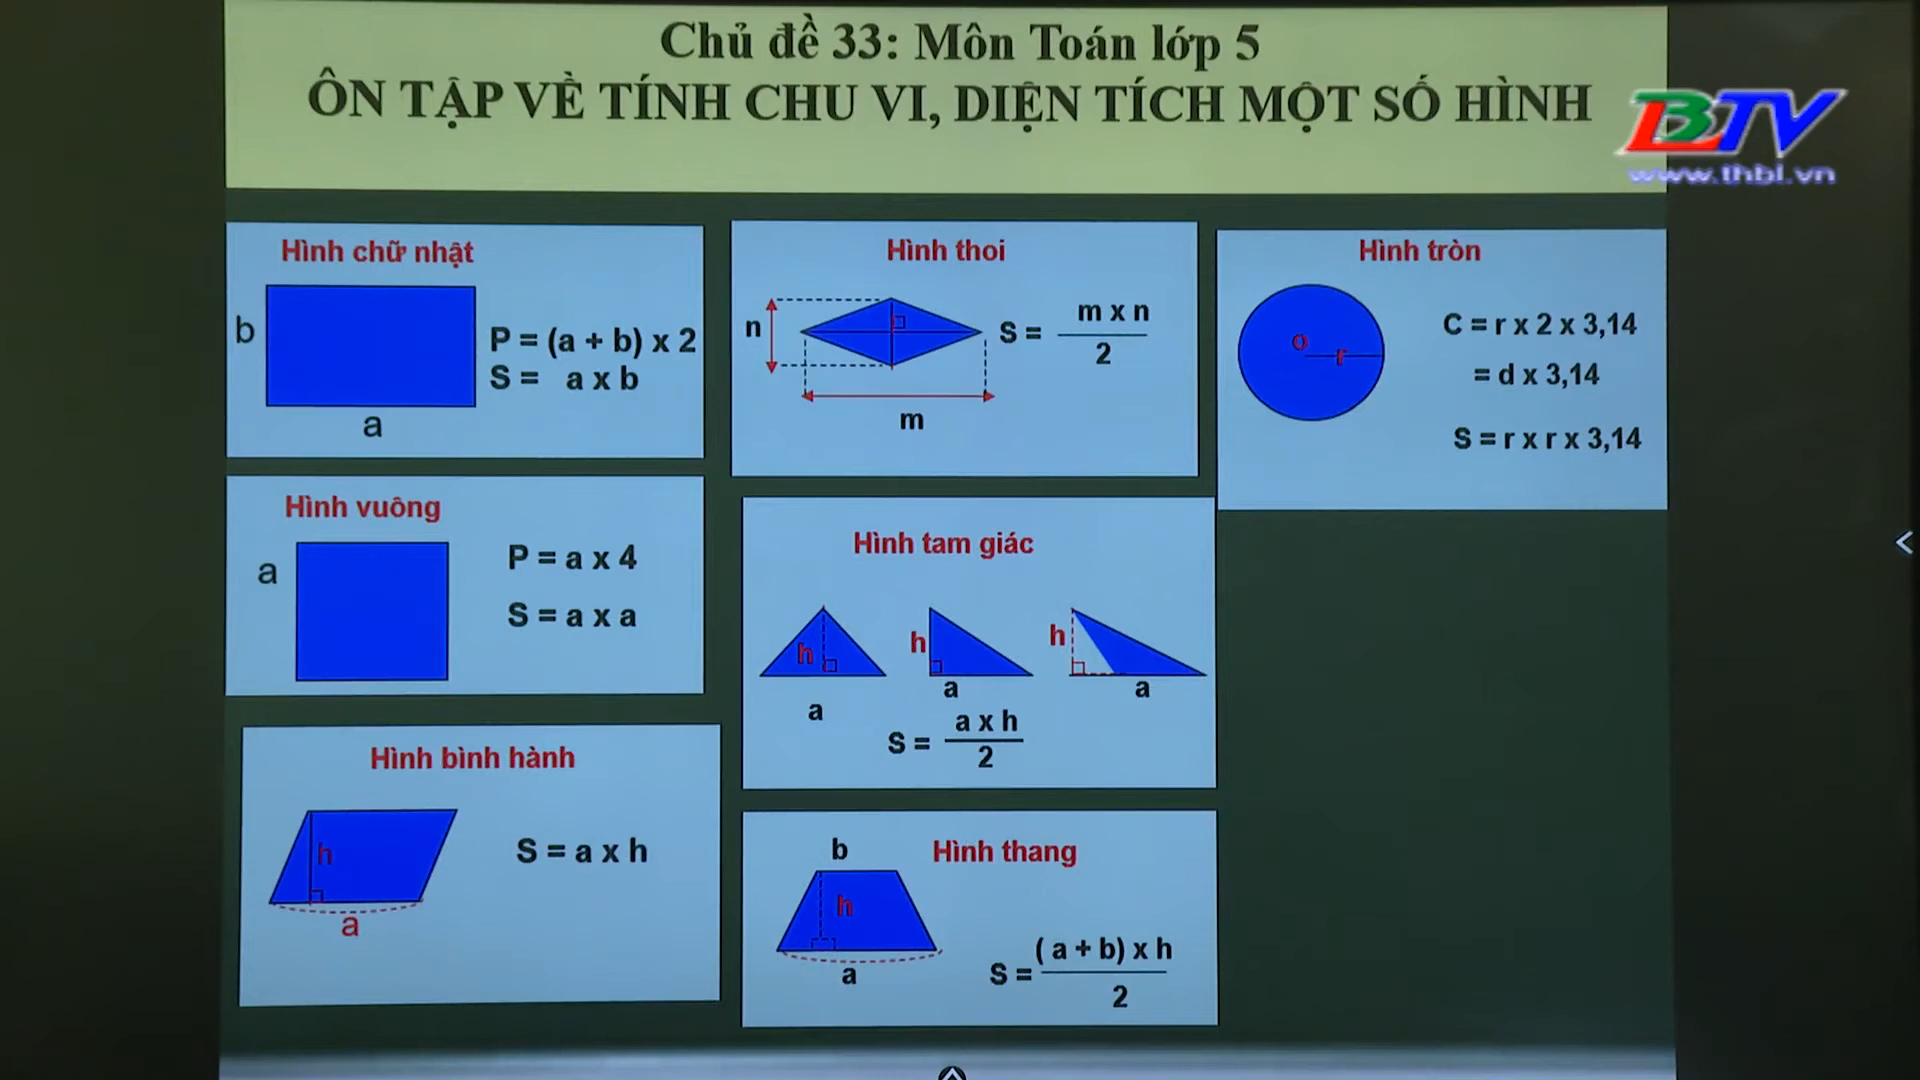 Chủ đề 33: Môn Toán lớp 5
ÔN TẬP VỀ TÍNH CHU VI, DIỆN TÍCH MỘT SỐ HÌNH
BTV
www.thbl.vn
Hình chữ nhật
b
P = (a + b) x 2
S = a x b
a
Hình thoi
n
S = m x n
2
m
Hình tròn
o
r
C = r x 2 x 3,14
= d x 3,14
S = r x r x 3,14
Hình vuông
a
P = a x 4
S = a x a
Hình tam giác
h
h
h
a
a
a
S = a x h
2
Hình bình hành
h
S = a x h
a
Hình thang
b
h
a
S = ( a + b) x h
2